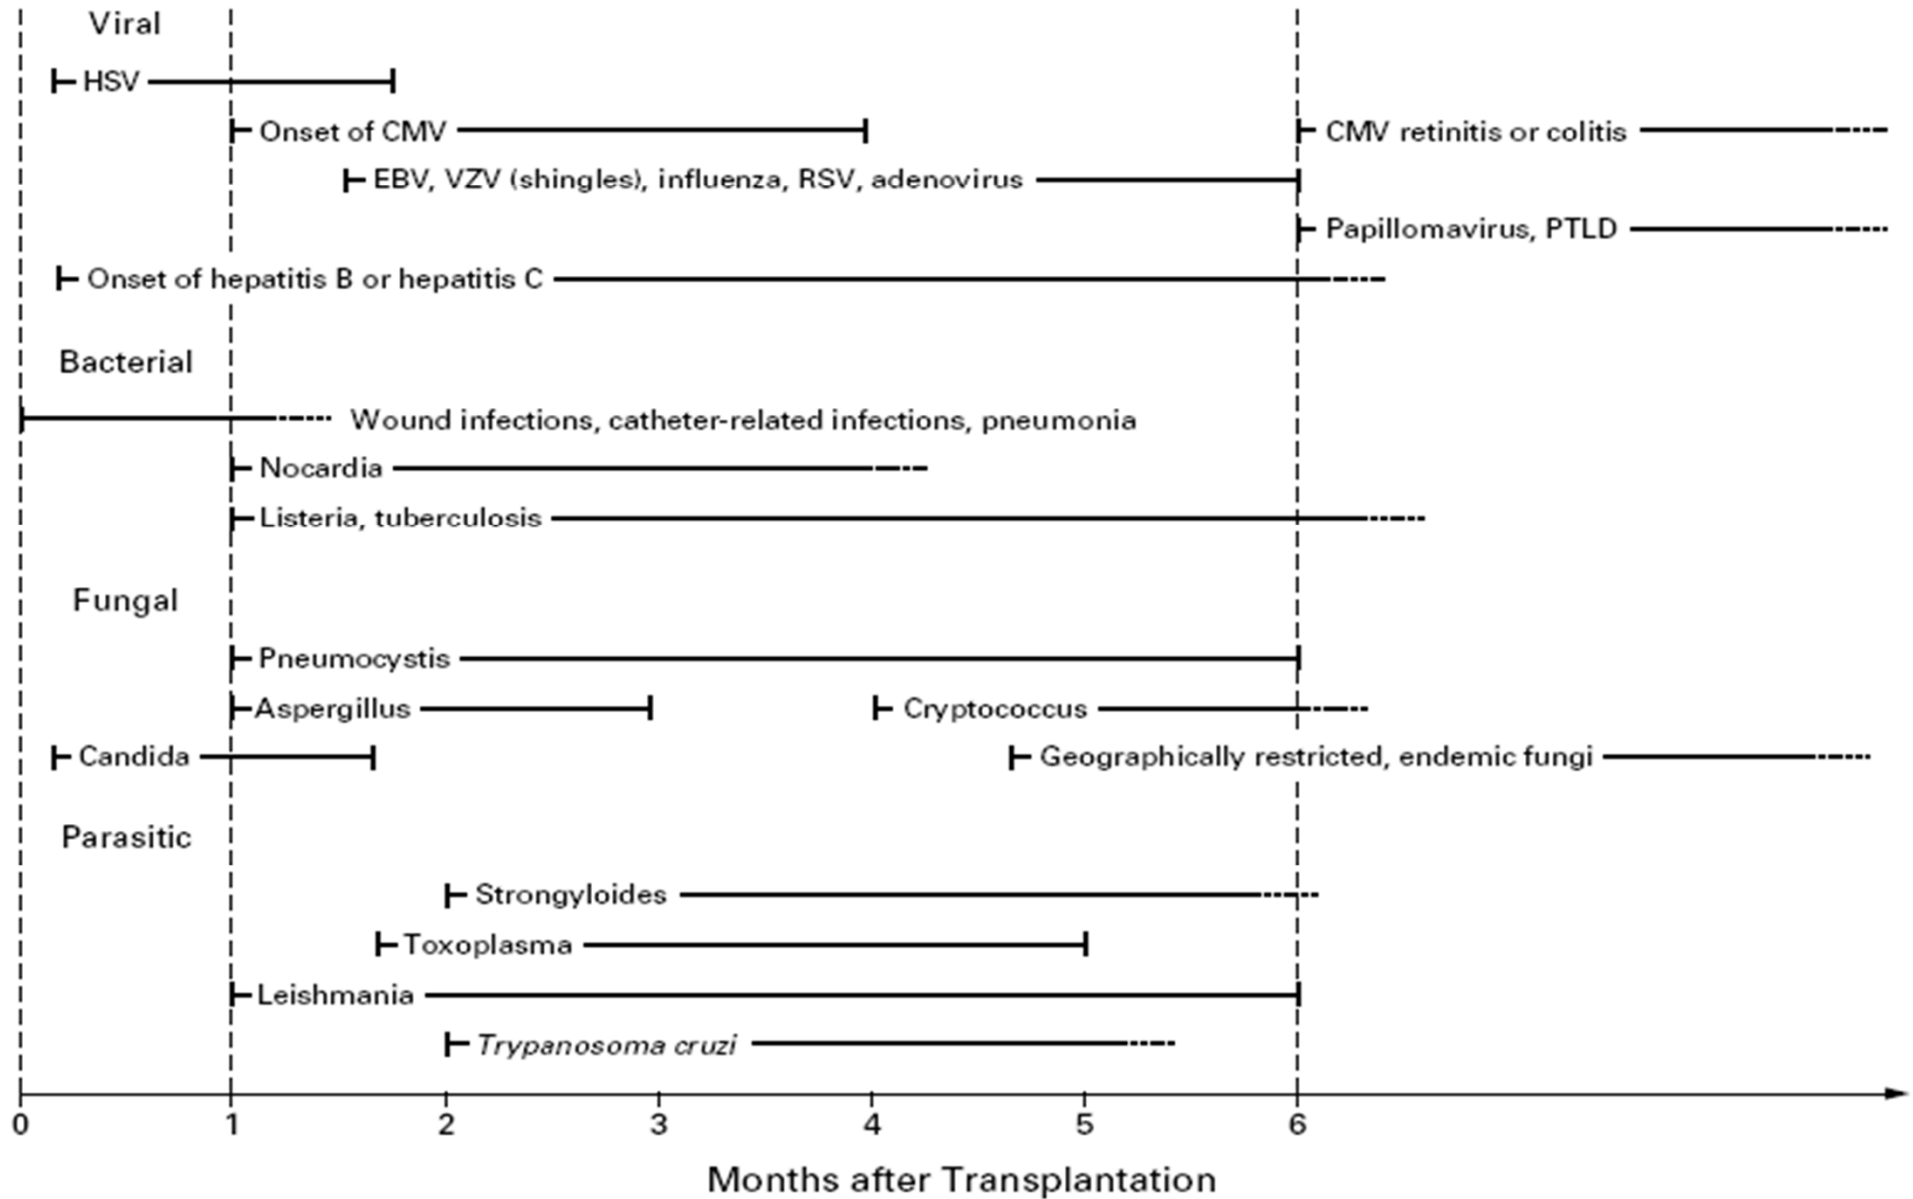 Viral
HSV
Onset of CMV
CMV retinitis or colitis
EBV, VZV (shingles), influenza, RSV, adenovirus
Papillomavirus, PTLD
Onset of hepatitis B or hepatitis C
Bacterial
Wound infections, catheter-related infections, pneumonia
Nocardia
Listeria, tuberculosis
Fungal
Pneumocystis
Aspergillus
Cryptococcus
Candida
Geographically restricted, endemic fungi
Parasitic
Strongyloides
Toxoplasma
Leishmania
Trypanosoma cruzi
0 1 2 3 4 5 6
Months after Transplantation